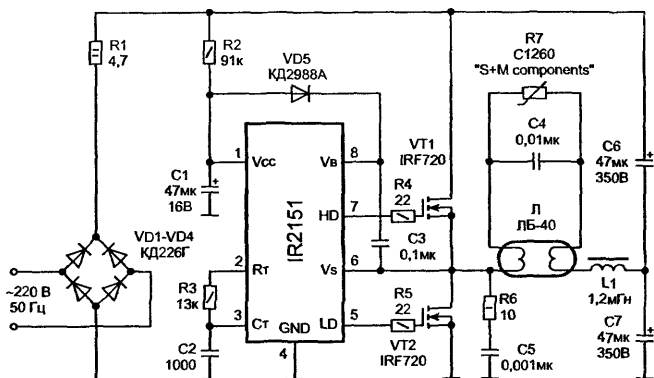 R1
4,7
R2
91к
VD5
КД2988А
R7
С1260
"S+M components"
C4
0,01мк
C6
47мк
350В
VT1
IRF720
R4
22
1
Vcc
VB
8
C1
47мк
16В
IR2151
HD
7
C3
0,1мк
Л
ЛБ-40
VD1-VD4
КД226Г
2
RT
VS
6
~220 В
50 Гц
R3
13к
R5
22
R6
10
L1
1,2мГн
3
CT
GND
LD
5
4
C2
1000
VT2
IRF720
C5
0,001мк
C7
47мк
350В